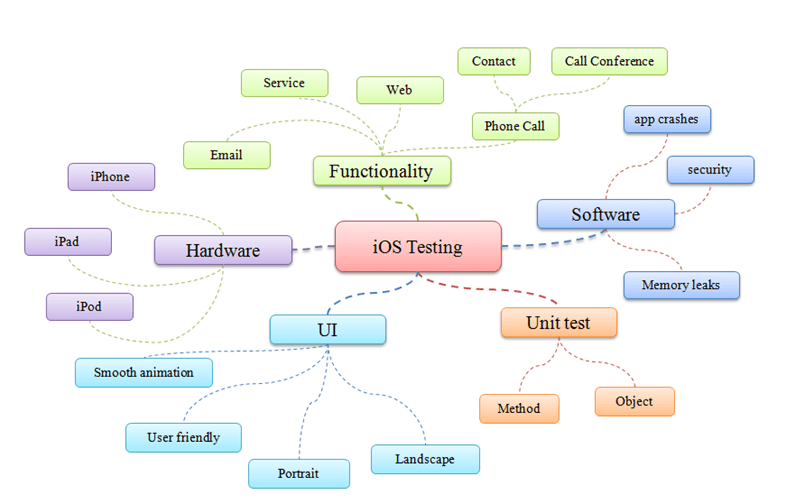 Contact
Call Conference
Service
Web
app crashes
Phone Call
Email
Functionality
security
iPhone
Software
iPad
Hardware
iOS Testing
Memory leaks
iPod
UI
Unit test
Smooth animation
Method
Object
User friendly
Portrait
Landscape